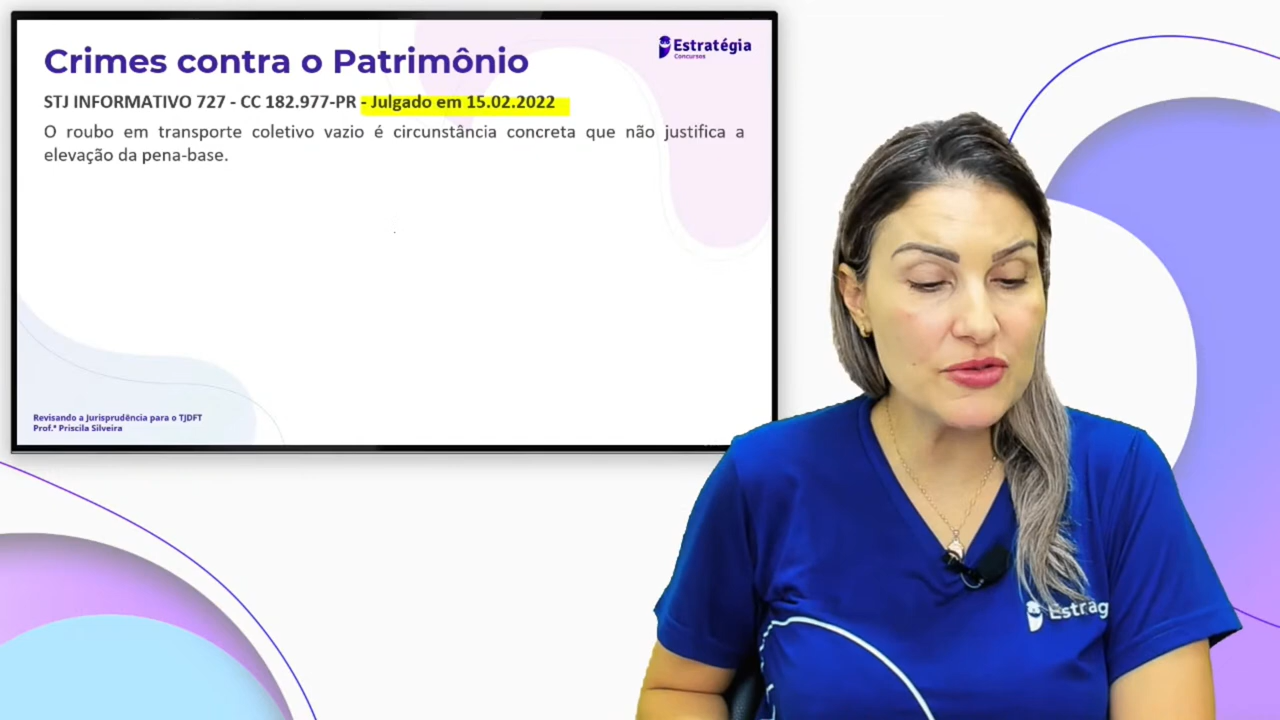 Crimes contra o Patrimônio
Estratégia
Concursos
STJ INFORMATIVO 727 - CC 182.977-PR - Julgado em 15.02.2022
O roubo em transporte coletivo vazio é circunstância concreta que não justifica a
elevação da pena-base.
Revisando a Jurisprudência para o TJDFT
Prof.ª Priscila Silveira
Estratég